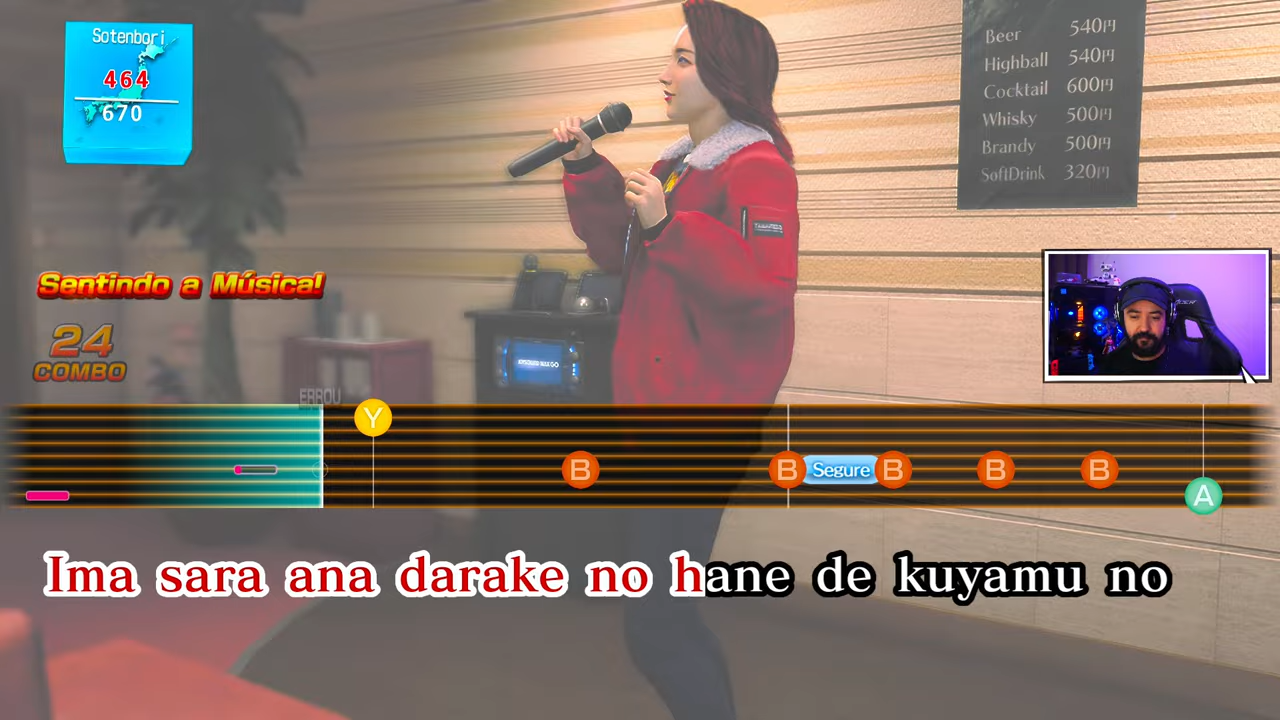 Sotenbori
464
670
Beer 540円
Highball 540円
Cocktail 600円
Whisky 500円
Brandy 500円
SoftDrink 320円
Sentindo a Música!
24
COMBO
ERROU
Y
B
B Segure B
B
B
A
Ima sara ana darake no hane de kuyamu no